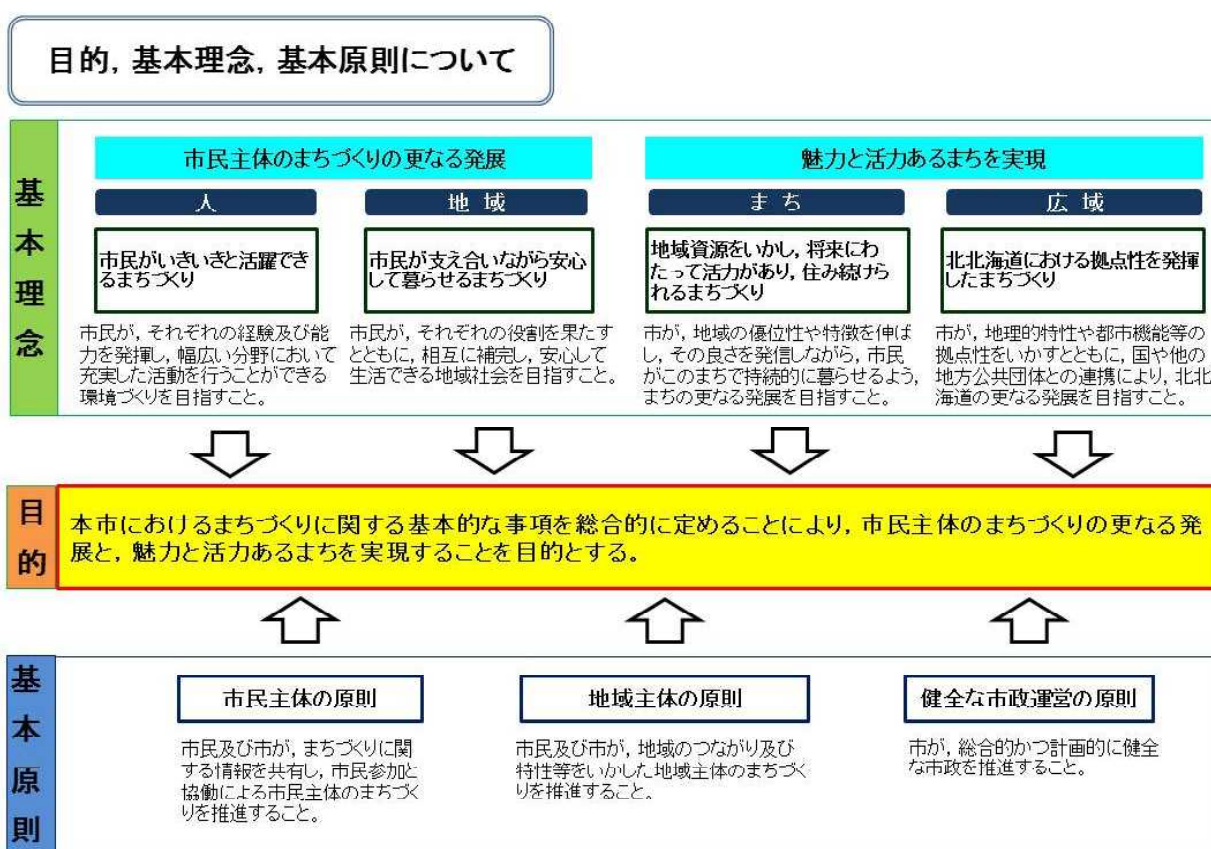 目的，基本理念，基本原則について
基本理念
市民主体のまちづくりの更なる発展
人
市民がいきいきと活躍でき
るまちづくり
市民が，それぞれの経験及び能
力を発揮し，幅広い分野において
充実した活動を行うことができる
環境づくりを目指すこと。
地域
市民が支え合いながら安心
して暮らせるまちづくり
市民が，それぞれの役割を果たす
とともに，相互に補完し，安心して
生活できる地域社会を目指すこと。
魅力と活力あるまちを実現
まち
地域資源をいかし，将来にわ
たって活力があり，住み続けら
れるまちづくり
市が，地域の優位性や特徴を伸ば
し，その良さを発信しながら，市民
がこのまちで持続的に暮らせるよう，
まちの更なる発展を目指すこと。
広域
北北海道における拠点性を発揮
したまちづくり
市が，地理的特性や都市機能等の
拠点性をいかすとともに，国や他の
地方公共団体との連携により，北北
海道の更なる発展を目指すこと。
目的
本市におけるまちづくりに関する基本的な事項を総合的に定めることにより，市民主体のまちづくりの更なる発
展と，魅力と活力あるまちを実現することを目的とする。
基本原則
市民主体の原則
市民及び市が，まちづくりに関
する情報を共有し，市民参加と
協働による市民主体のまちづく
りを推進すること。
地域主体の原則
市民及び市が，地域のつながり及び
特性等をいかした地域主体のまちづく
りを推進すること。
健全な市政運営の原則
市が，総合的かつ計画的に健全
な市政を推進すること。